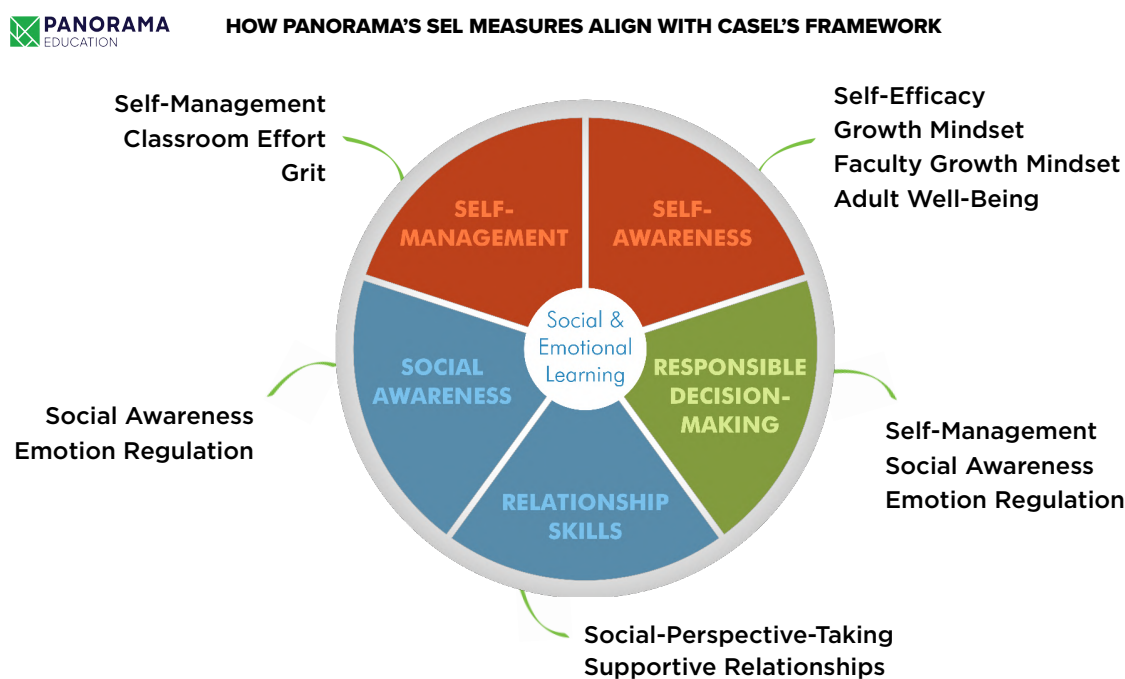 PANORAMA
EDUCATION
HOW PANORAMA'S SEL MEASURES ALIGN WITH CASEL'S FRAMEWORK
Self-Management
Classroom Effort
Grit
Self-Efficacy
Growth Mindset
Faculty Growth Mindset
Adult Well-Being
SELF-
MANAGEMENT
SELF-
AWARENESS
Social &
Emotional
Learning
SOCIAL
AWARENESS
RESPONSIBLE
DECISION-
MAKING
RELATIONSHIP
SKILLS
Social Awareness
Emotion Regulation
Self-Management
Social Awareness
Emotion Regulation
Social-Perspective-Taking
Supportive Relationships